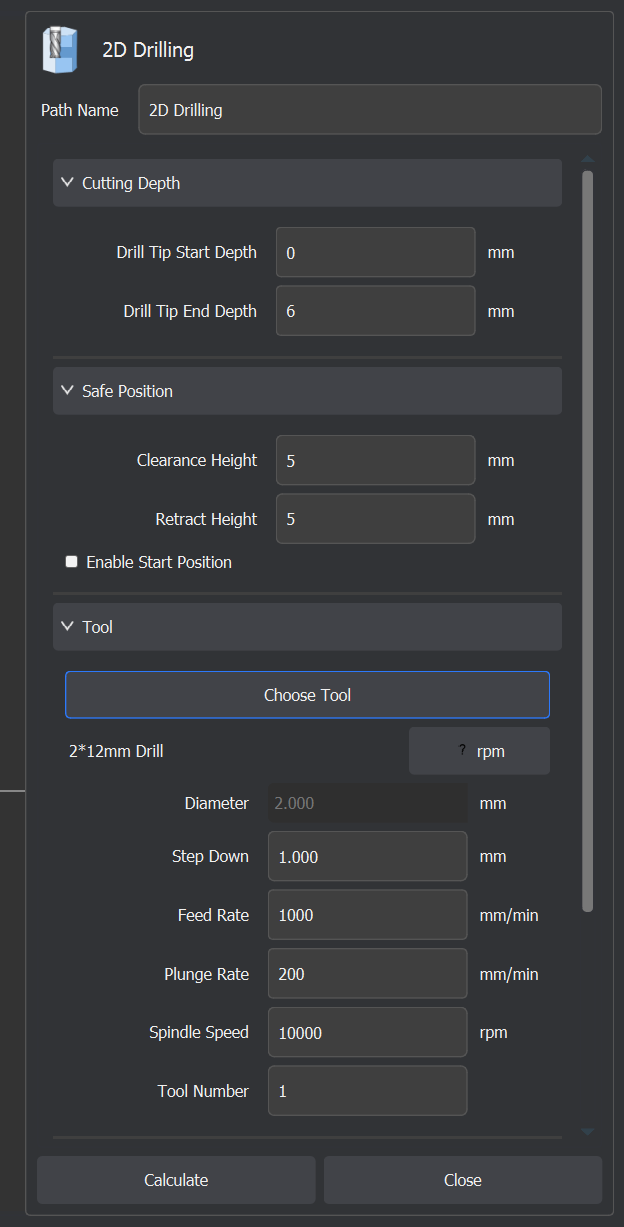 2D Drilling
Path Name 2D Drilling
Cutting Depth
Drill Tip Start Depth 0 mm
Drill Tip End Depth 6 mm
Safe Position
Clearance Height 5 mm
Retract Height 5 mm
Enable Start Position
Tool
Choose Tool
2*12mm Drill ? rpm
Diameter 2.000 mm
Step Down 1.000 mm
Feed Rate 1000 mm/min
Plunge Rate 200 mm/min
Spindle Speed 10000 rpm
Tool Number 1
Calculate Close